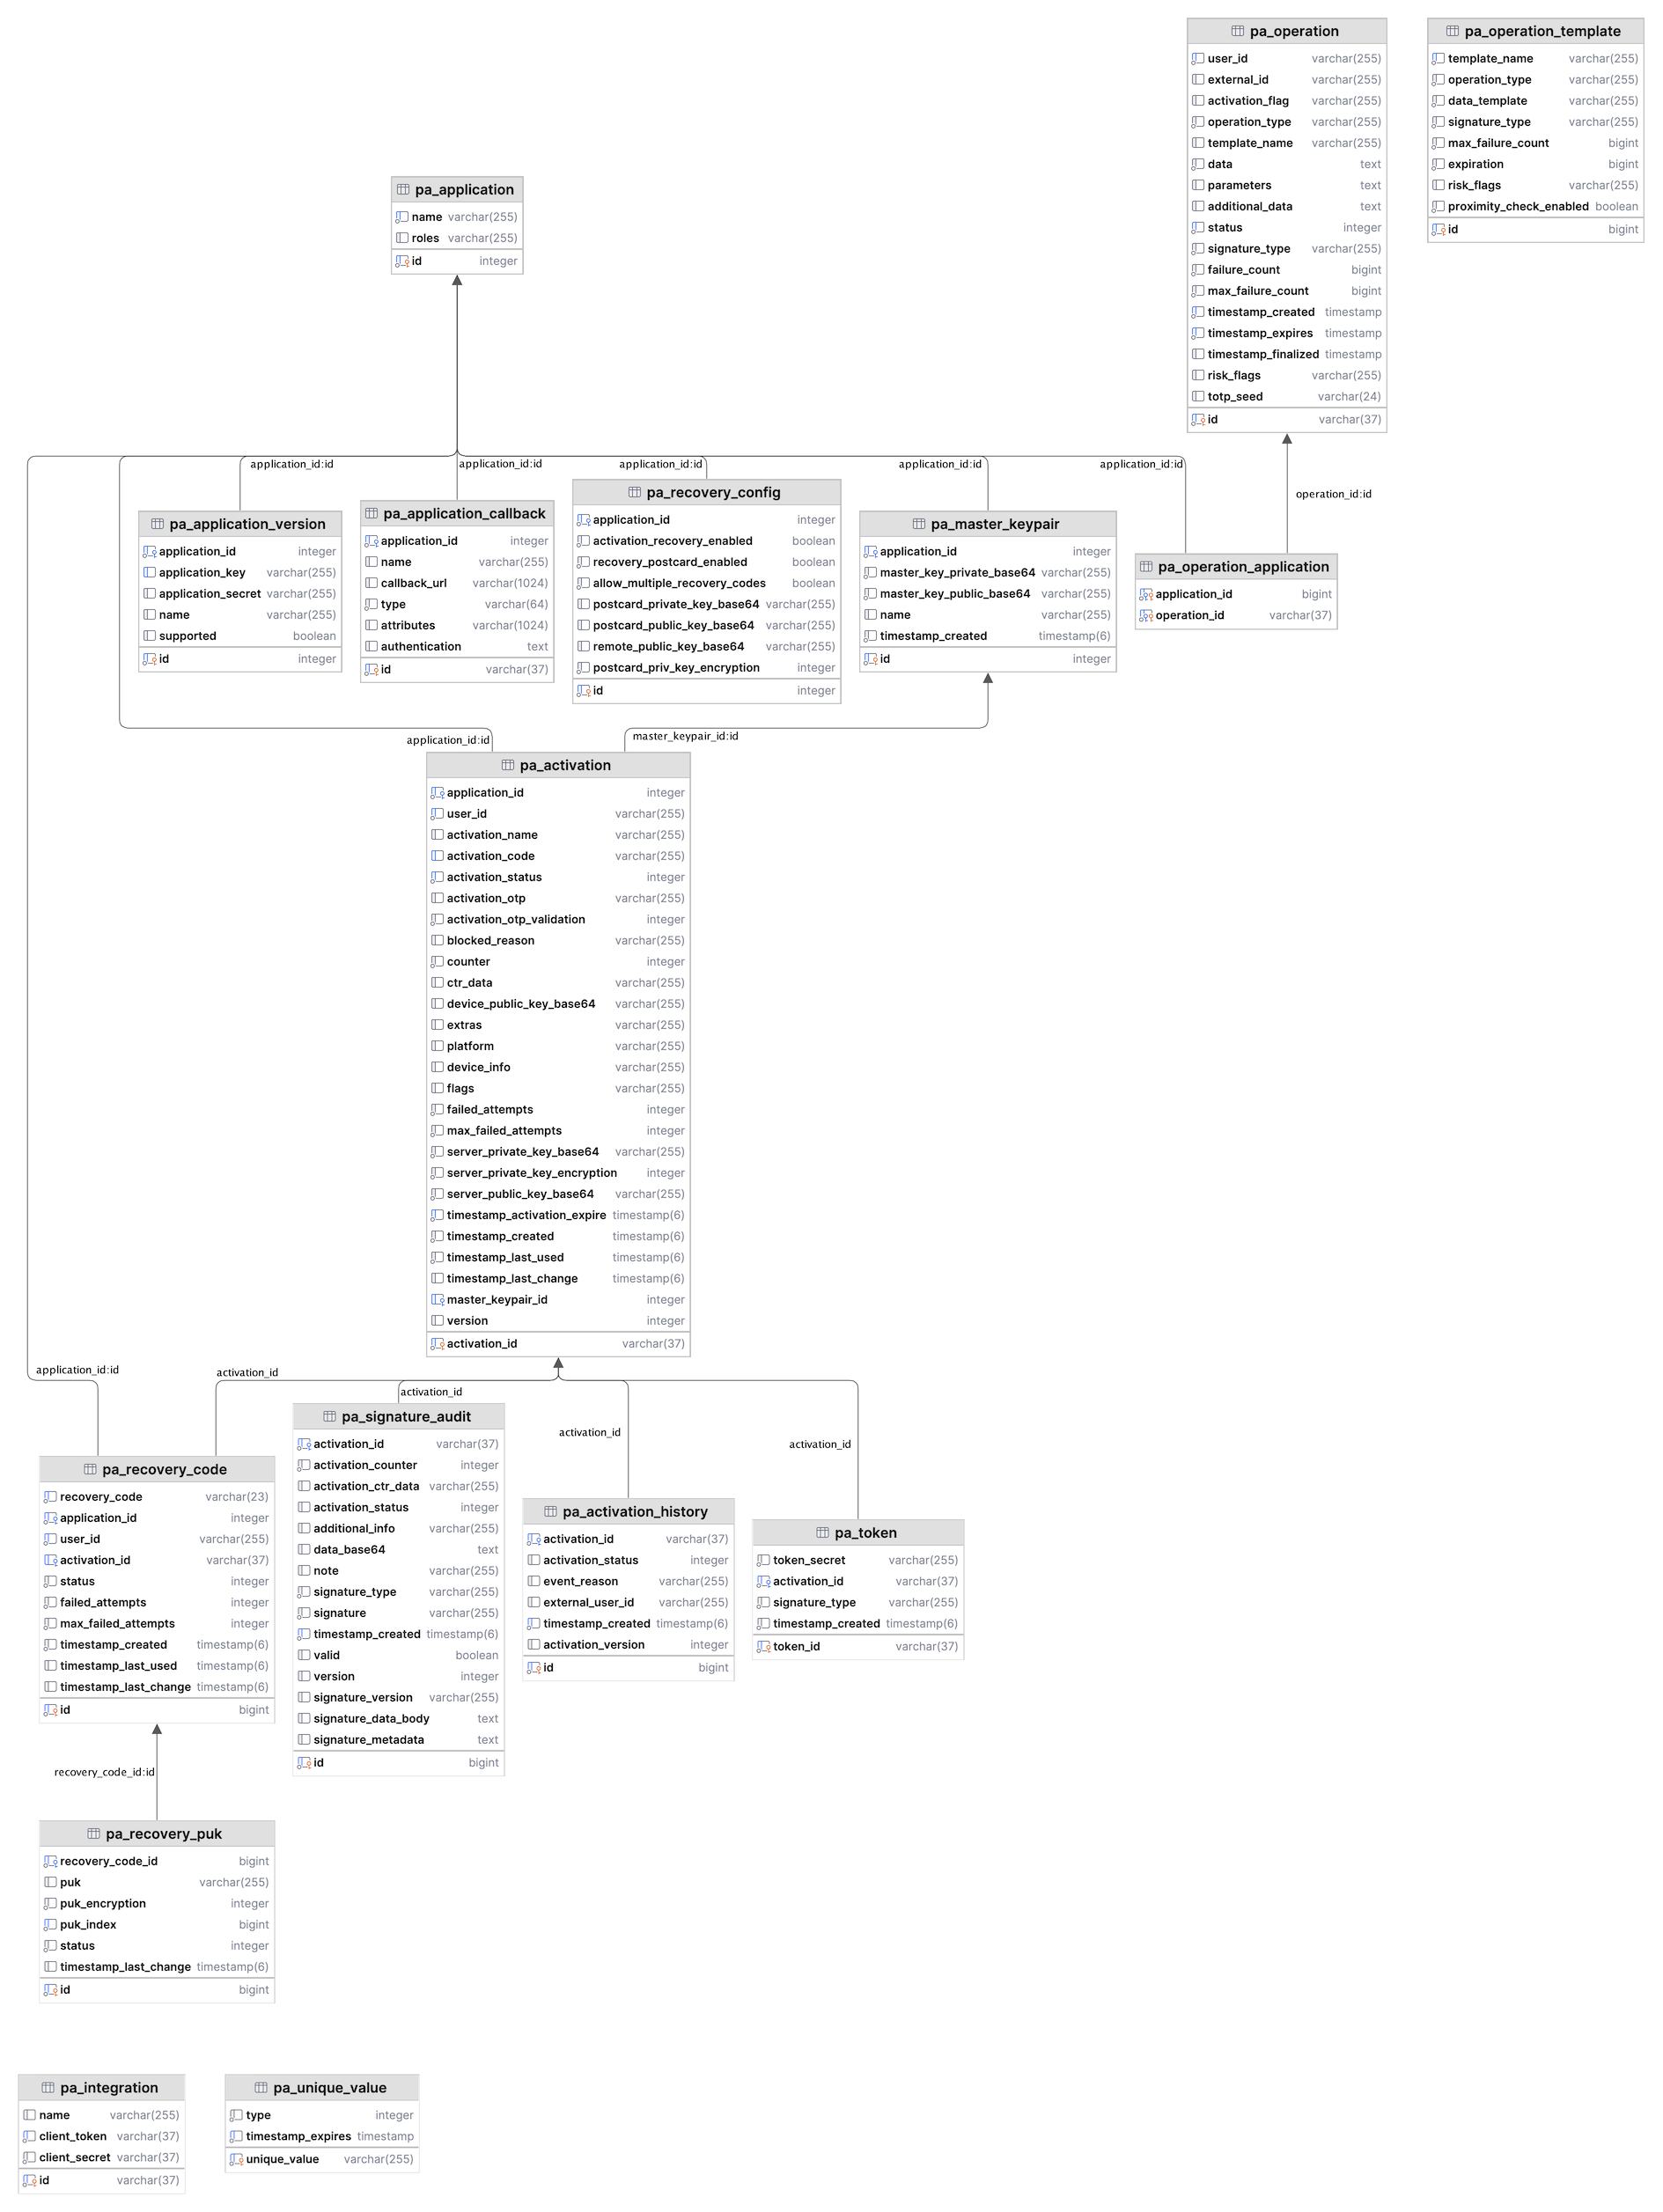 pa_operation
user_id varchar(255)
external_id varchar(255)
activation_flag varchar(255)
operation_type varchar(255)
template_name varchar(255)
data text
parameters text
additional_data text
status integer
signature_type varchar(255)
failure_count bigint
max_failure_count bigint
timestamp_created timestamp
timestamp_expires timestamp
timestamp_finalized timestamp
risk_flags varchar(255)
totp_seed varchar(24)
id varchar(37)
pa_operation_template
template_name varchar(255)
operation_type varchar(255)
data_template varchar(255)
signature_type varchar(255)
max_failure_count bigint
expiration bigint
risk_flags varchar(255)
proximity_check_enabled boolean
id bigint
pa_application
name varchar(255)
roles varchar(255)
id integer
application_id:id
application_id:id
application_id:id
application_id:id
application_id:id
operation_id:id
pa_application_version
application_id integer
application_key varchar(255)
application_secret varchar(255)
name varchar(255)
supported boolean
id integer
pa_application_callback
application_id integer
name varchar(255)
callback_url varchar(1024)
type varchar(64)
attributes varchar(1024)
authentication text
id varchar(37)
pa_recovery_config
application_id integer
activation_recovery_enabled boolean
recovery_postcard_enabled boolean
allow_multiple_recovery_codes boolean
postcard_private_key_base64 varchar(255)
postcard_public_key_base64 varchar(255)
remote_public_key_base64 varchar(255)
postcard_priv_key_encryption integer
id integer
pa_master_keypair
application_id integer
master_key_private_base64 varchar(255)
master_key_public_base64 varchar(255)
name varchar(255)
timestamp_created timestamp(6)
id integer
pa_operation_application
application_id bigint
operation_id varchar(37)
application_id:id
master_keypair_id:id
pa_activation
application_id integer
user_id varchar(255)
activation_name varchar(255)
activation_code varchar(255)
activation_status integer
activation_otp varchar(255)
activation_otp_validation integer
blocked_reason varchar(255)
counter integer
ctr_data varchar(255)
device_public_key_base64 varchar(255)
extras varchar(255)
platform varchar(255)
device_info varchar(255)
flags varchar(255)
failed_attempts integer
max_failed_attempts integer
server_private_key_base64 varchar(255)
server_private_key_encryption integer
server_public_key_base64 varchar(255)
timestamp_activation_expire timestamp(6)
timestamp_created timestamp(6)
timestamp_last_used timestamp(6)
timestamp_last_change timestamp(6)
master_keypair_id integer
version integer
activation_id varchar(37)
application_id:id
activation_id
activation_id
activation_id
activation_id
pa_recovery_code
recovery_code varchar(23)
application_id integer
user_id varchar(255)
activation_id varchar(37)
status integer
failed_attempts integer
max_failed_attempts integer
timestamp_created timestamp(6)
timestamp_last_used timestamp(6)
timestamp_last_change timestamp(6)
id bigint
pa_signature_audit
activation_id varchar(37)
activation_counter integer
activation_ctr_data varchar(255)
activation_status integer
additional_info varchar(255)
data_base64 text
note varchar(255)
signature_type varchar(255)
signature varchar(255)
timestamp_created timestamp(6)
valid boolean
version integer
signature_version varchar(255)
signature_data_body text
signature_metadata text
id bigint
pa_activation_history
activation_id varchar(37)
activation_status integer
event_reason varchar(255)
external_user_id varchar(255)
timestamp_created timestamp(6)
activation_version integer
id bigint
pa_token
token_secret varchar(255)
activation_id varchar(37)
signature_type varchar(255)
timestamp_created timestamp(6)
token_id varchar(37)
recovery_code_id:id
pa_recovery_puk
recovery_code_id bigint
puk varchar(255)
puk_encryption integer
puk_index bigint
status integer
timestamp_last_change timestamp(6)
id bigint
pa_integration
name varchar(255)
client_token varchar(37)
client_secret varchar(37)
id varchar(37)
pa_unique_value
type integer
timestamp_expires timestamp
unique_value varchar(255)